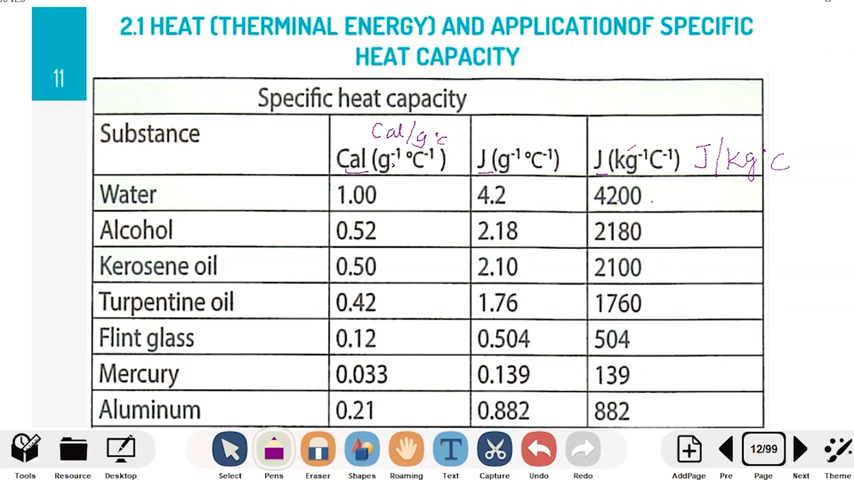 2.1 HEAT (THERMINAL ENERGY) AND APPLICATIONOF SPECIFIC
HEAT CAPACITY
11
Specific heat capacity
Substance
Cal/g°C
Cal (g⁻¹ °C⁻¹ ) J (g⁻¹ °C⁻¹) J (kg⁻¹C⁻¹) J/kg°C
Water 1.00 4.2 4200
Alcohol 0.52 2.18 2180
Kerosene oil 0.50 2.10 2100
Turpentine oil 0.42 1.76 1760
Flint glass 0.12 0.504 504
Mercury 0.033 0.139 139
Aluminum 0.21 0.882 882
12/99
Tools Resource Desktop Select Pens Eraser Shapes Roaming Text Capture Undo Redo AddPage Pre Page Next Theme